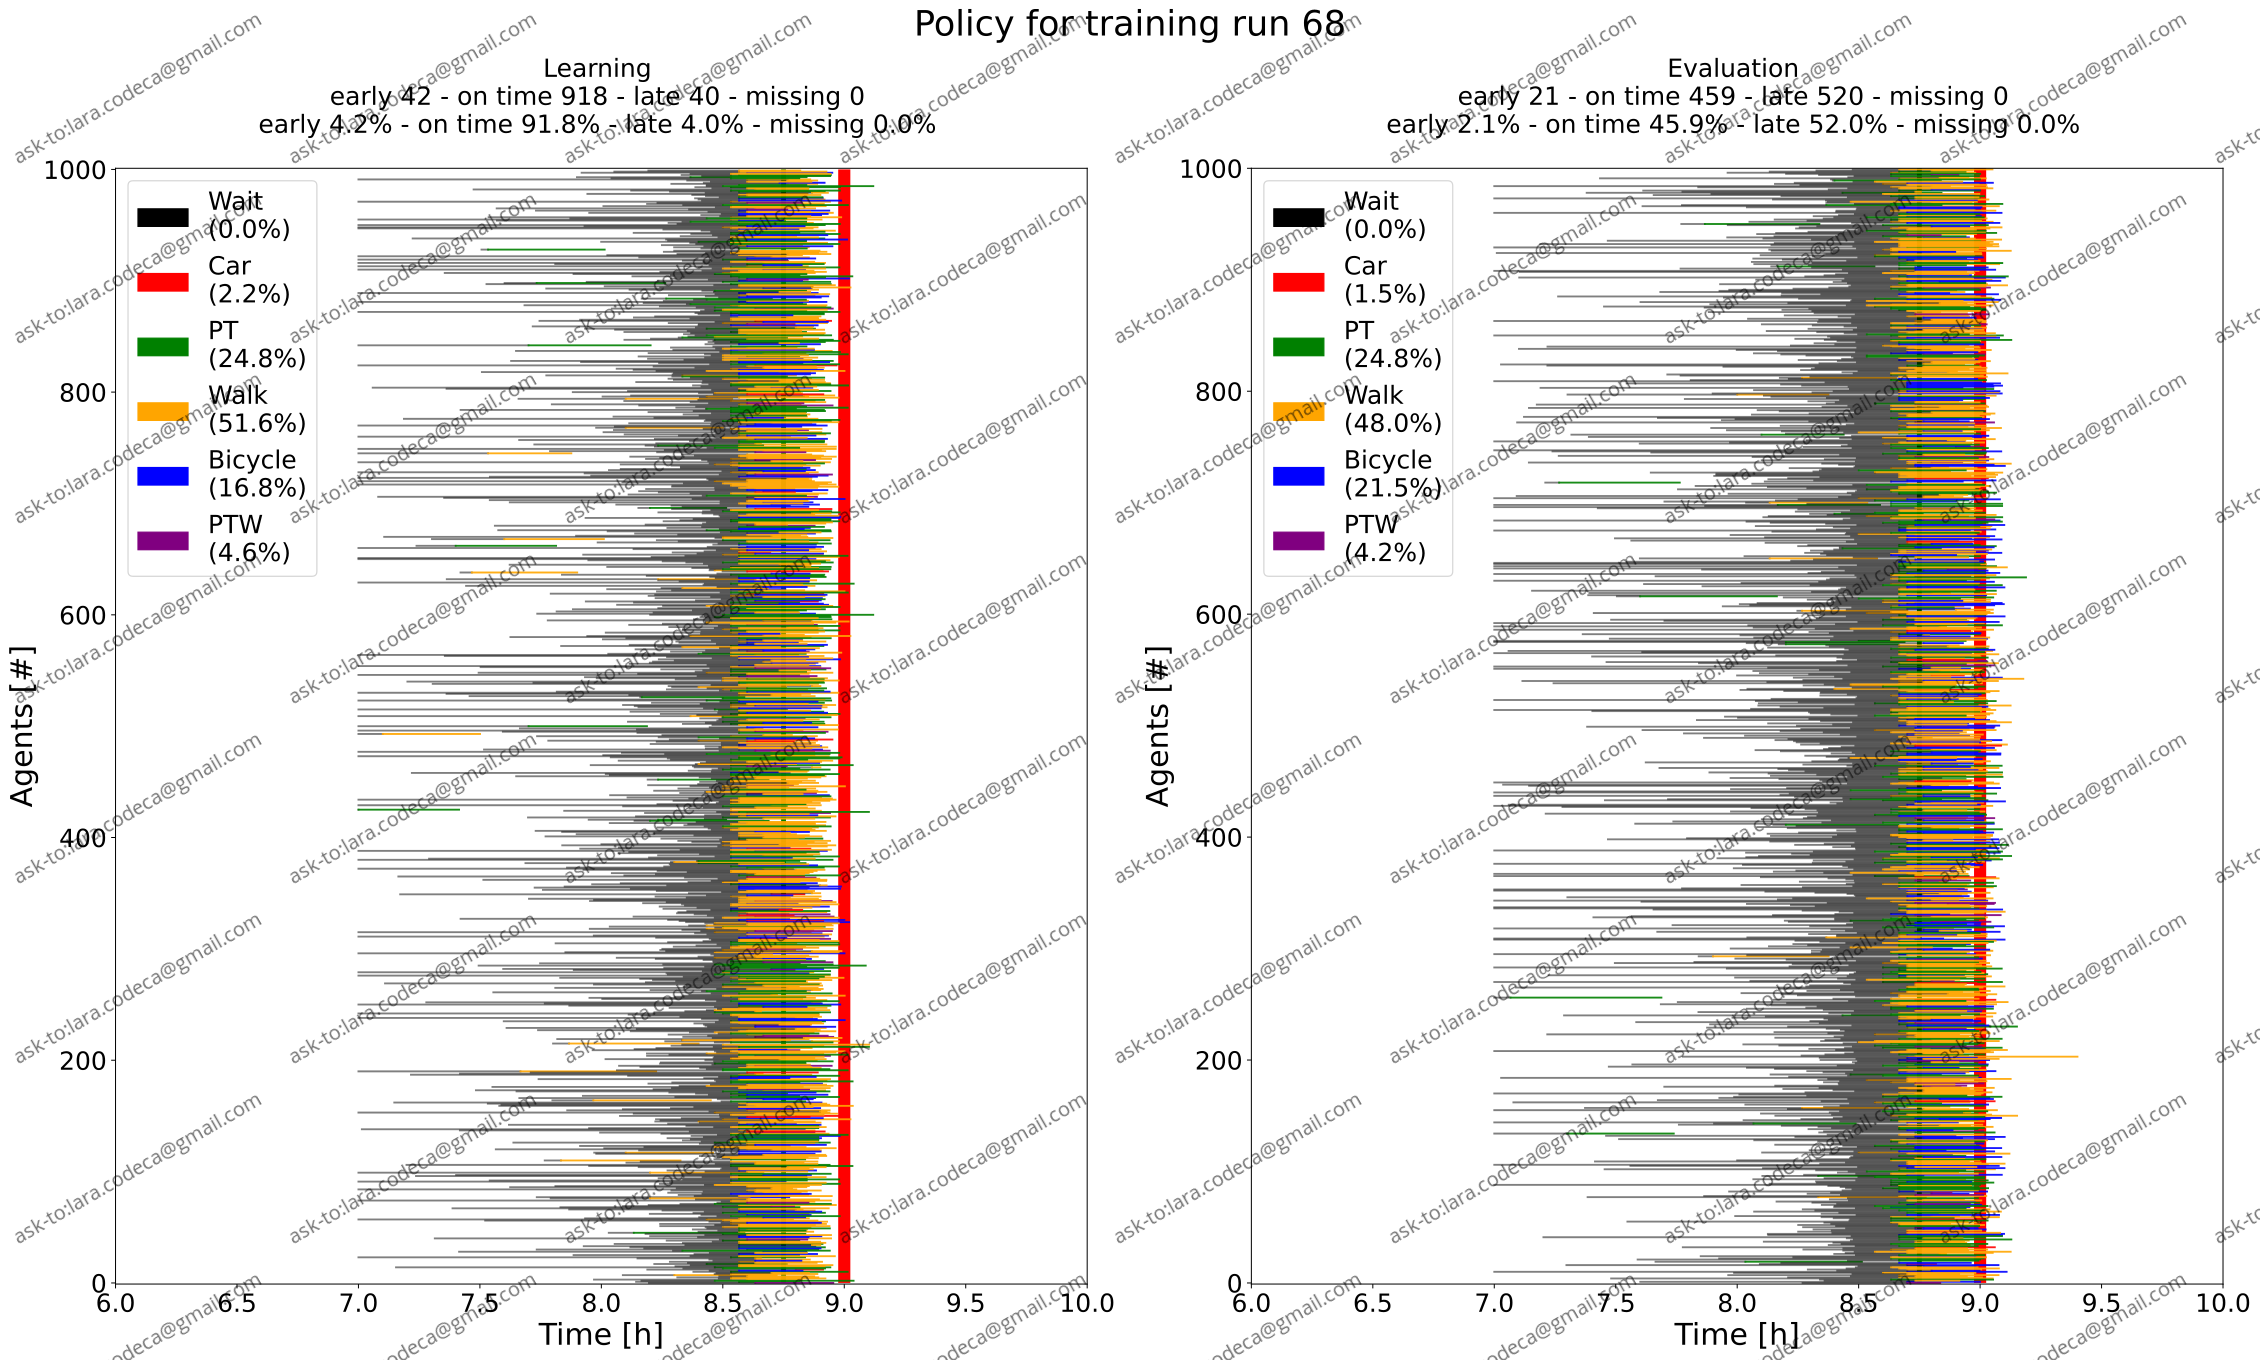 Policy for training run 68
Learning
early 42 - on time 918 - late 40 - missing 0
early 4.2% - on time 91.8% - late 4.0% - missing 0.0%
1000
800
600
400
200
0
Agents [#]
Wait
(0.0%)
Car
(2.2%)
PT
(24.8%)
Walk
(51.6%)
Bicycle
(16.8%)
PTW
(4.6%)
6.0 6.5 7.0 7.5 8.0 8.5 9.0 9.5 10.0
Time [h]
Evaluation
early 21 - on time 459 - late 520 - missing 0
early 2.1% - on time 45.9% - late 52.0% - missing 0.0%
1000
800
600
400
200
0
Agents [#]
Wait
(0.0%)
Car
(1.5%)
PT
(24.8%)
Walk
(48.0%)
Bicycle
(21.5%)
PTW
(4.2%)
6.0 6.5 7.0 7.5 8.0 8.5 9.0 9.5 10.0
Time [h]
ask-to:lara.codeca@gmail.com